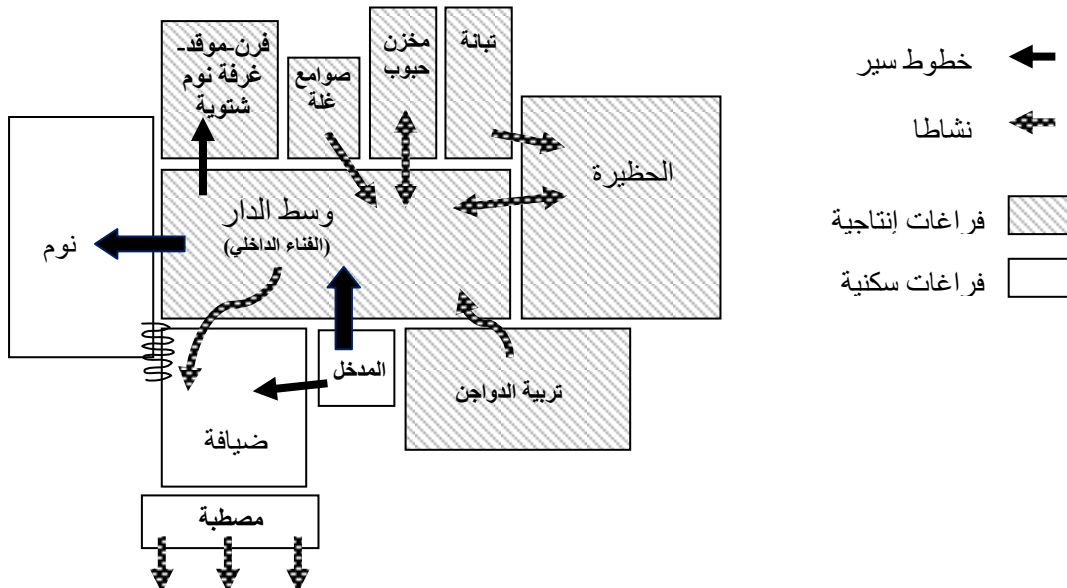 فرن-موقد-
غرفة نوم
شتوية
صوامع
غلة
مخزن
حبوب
تبانة
الحظيرة
وسط الدار
(الفناء الداخلي)
نوم
المدخل
تربية الدواجن
ضيافة
مصطبة
خطوط سير
نشاطا
فراغات إنتاجية
فراغات سكنية